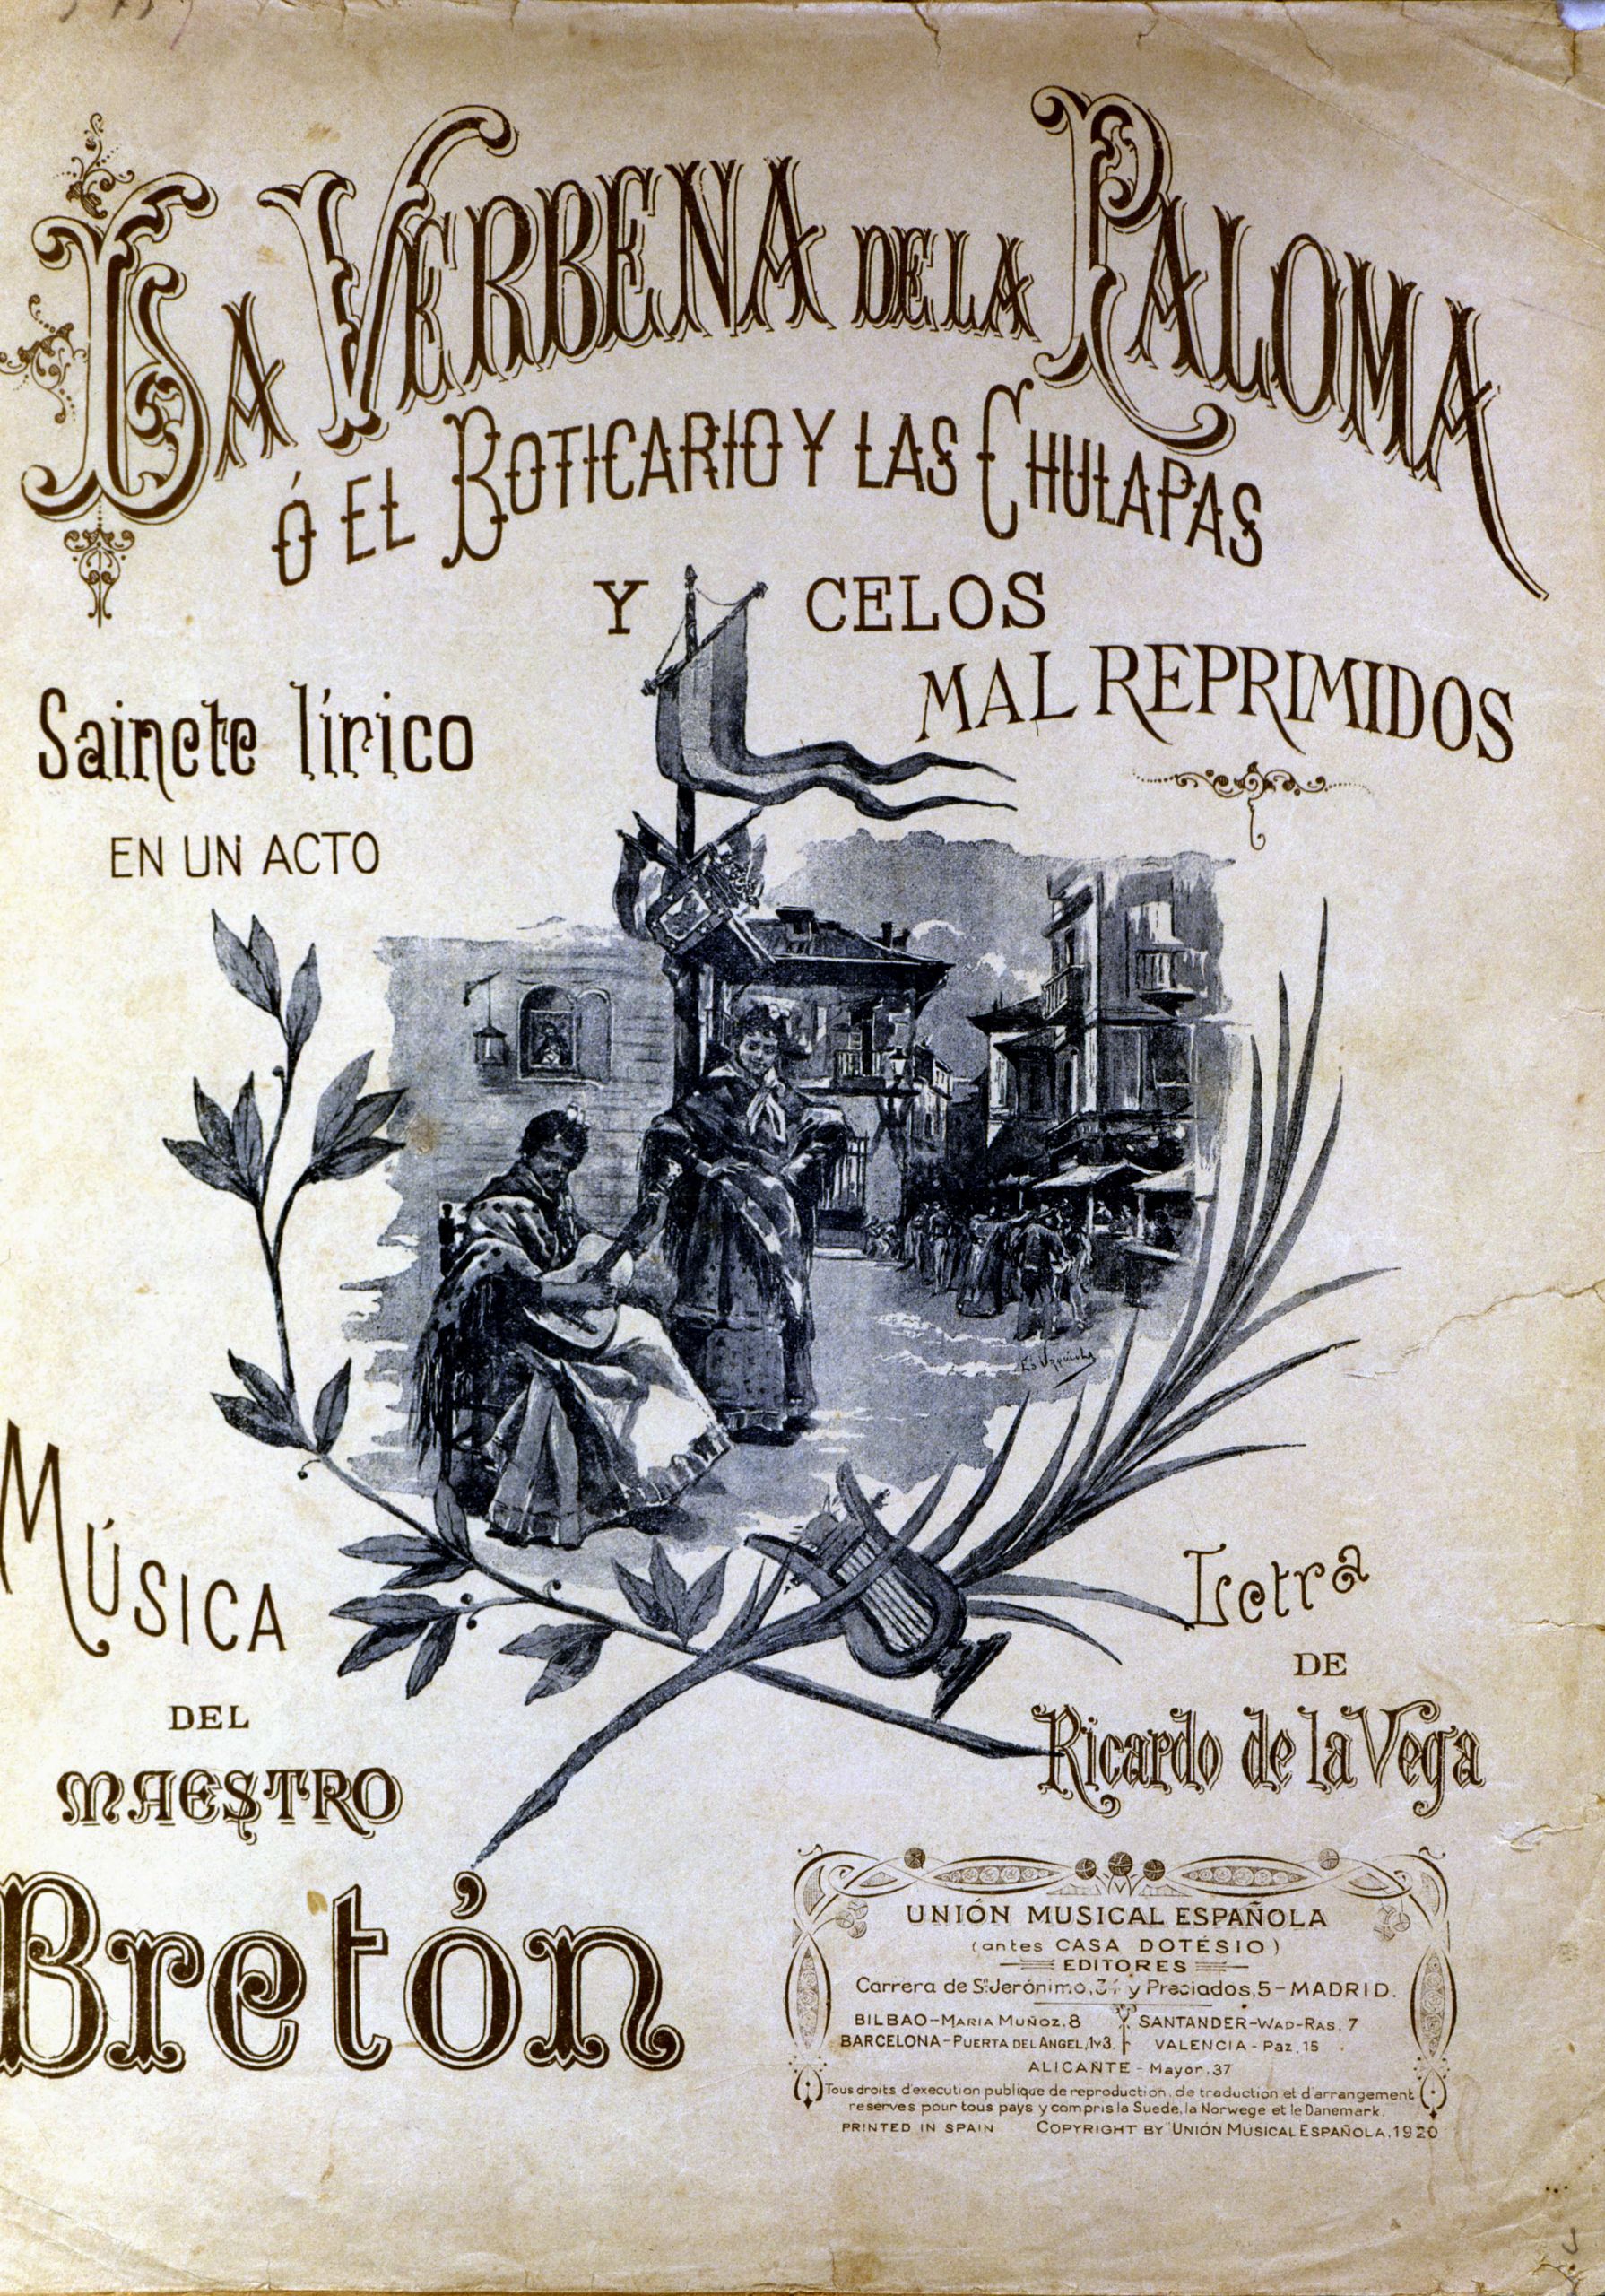 LA VERBENA DE LA PALOMA
Ó EL BOTICARIO Y LAS CHULAPAS
Y CELOS
MAL REPRIMIDOS
Sainete lírico
EN UN ACTO
MÚSICA
DEL
MAESTRO
Bretón
Letra
DE
Ricardo de la Vega
UNIÓN MUSICAL ESPAÑOLA
(antes CASA DOTÉSIO)
EDITORES
Carrera de Sn. Jerónimo, y Preciados, 5-MADRID.
BILBAO-MARIA MUÑOZ, 8
SANTANDER-WAD-RAS, 7
BARCELONA-PUERTA DEL ANGEL, 1Y3.
VALENCIA-Paz, 15
ALICANTE-Mayor, 37
Tous droits d'execution publique de reproduction, de traduction et d'arrangement
reserves pour tous pays y compris la Suede, la Norwege et le Danemark.
PRINTED IN SPAIN COPYRIGHT BY UNIÓN MUSICAL ESPAÑOLA, 1920